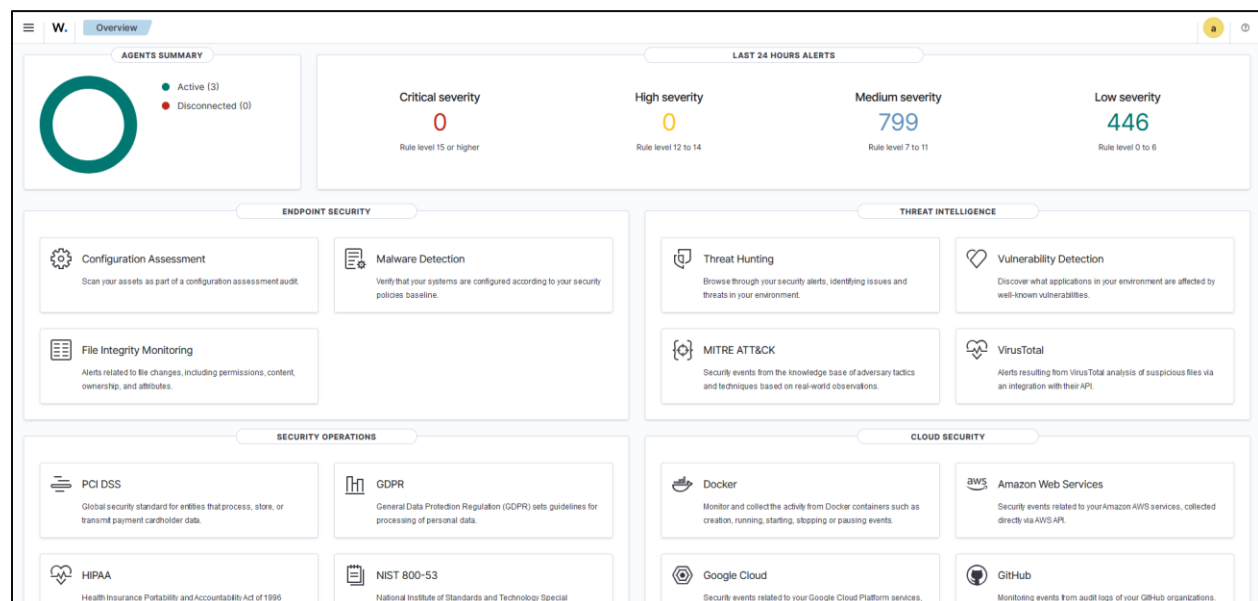 W. Overview a
AGENTS SUMMARY
Active (3)
Disconnected (0)
LAST 24 HOURS ALERTS
Critical severity
0
Rule level 15 or higher
High severity
0
Rule level 12 to 14
Medium severity
799
Rule level 7 to 11
Low severity
446
Rule level 0 to 6
ENDPOINT SECURITY
Configuration Assessment
Scan your assets as part of a configuration assessment audit.
Malware Detection
Verify that your systems are configured according to your security
policies baseline.
File Integrity Monitoring
Alerts related to file changes, including permissions, content,
ownership, and attributes.
THREAT INTELLIGENCE
Threat Hunting
Browse through your security alerts, identifying issues and
threats in your environment.
Vulnerability Detection
Discover what applications in your environment are affected by
well-known vulnerabilities.
MITRE ATT&CK
Security events from the knowledge base of adversary tactics
and techniques based on real-world observations.
VirusTotal
Alerts resulting from VirusTotal analysis of suspicious files via
an integration with their API.
SECURITY OPERATIONS
PCI DSS
Global security standard for entities that process, store, or
transmit payment cardholder data.
GDPR
General Data Protection Regulation (GDPR) sets guidelines for
processing of personal data.
HIPAA
Health Insurance Portability and Accountability Act of 1996
NIST 800-53
National Institute of Standards and Technology Special
CLOUD SECURITY
Docker
Monitor and collect the activity from Docker containers such as
creation, running, starting, stopping or pausing events.
aws
Amazon Web Services
Security events related to your Amazon AWS services, collected
directly via AWS API.
Google Cloud
Security events related to your Google Cloud Platform services,
GitHub
Monitoring events from audit logs of your GitHub organizations.